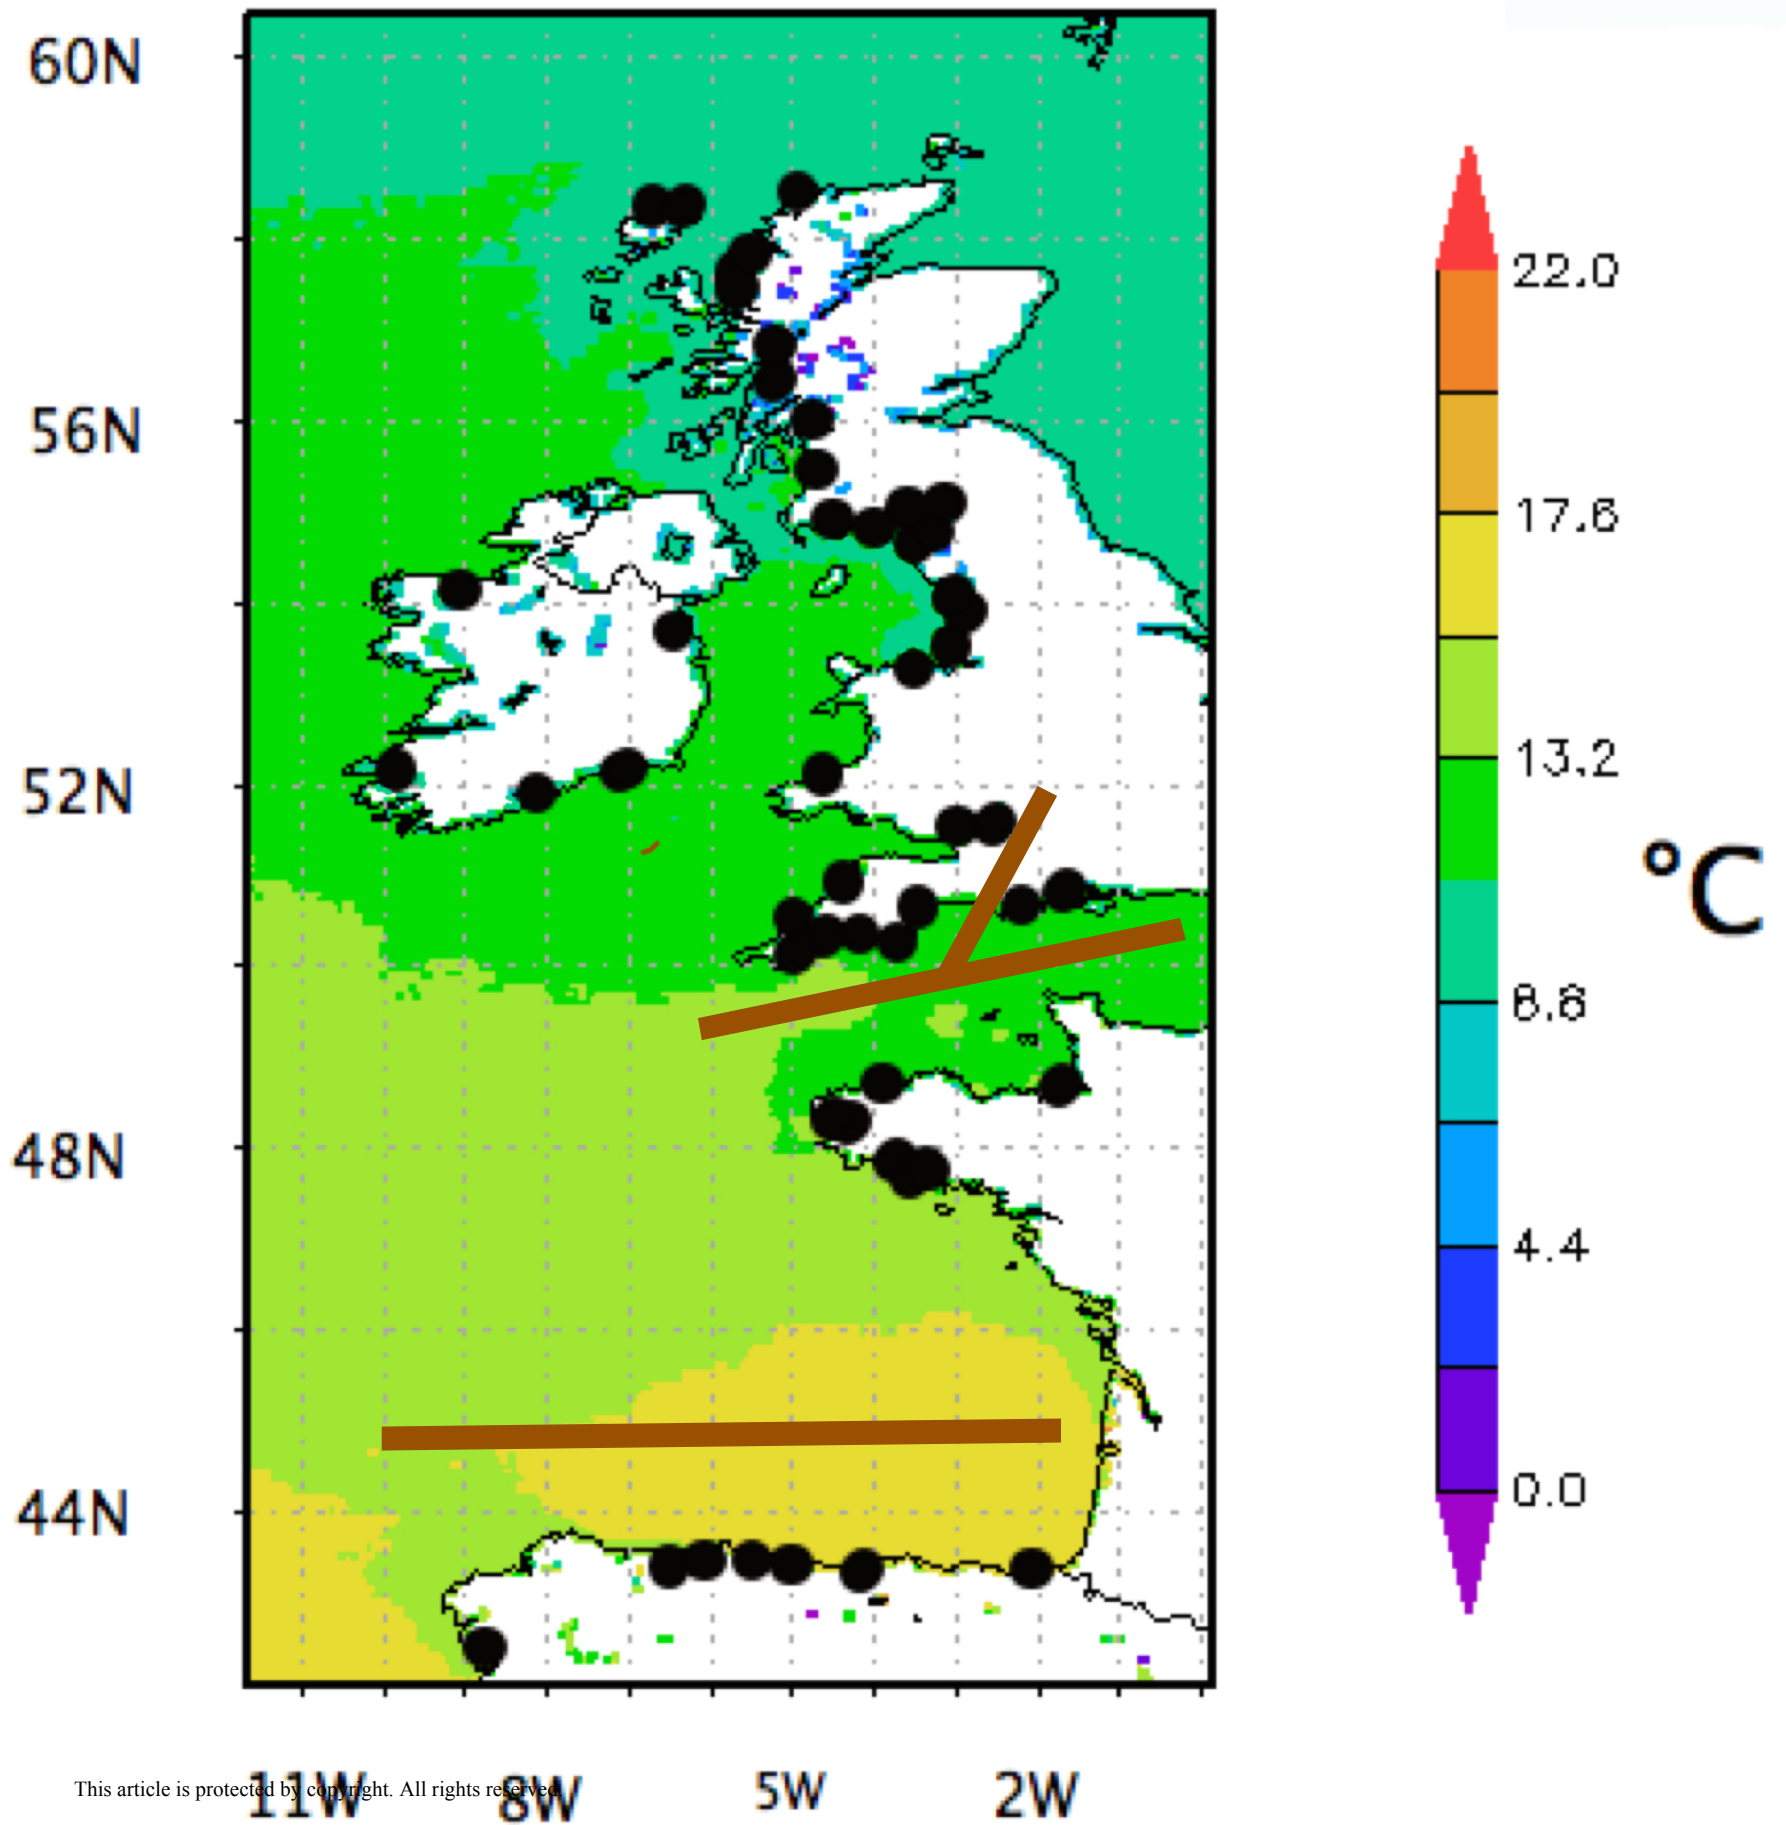 60N
56N
52N
48N
44N
22.0
17.6
13.2
8.8
4.4
0.0
°C
11W 8W 5W 2W
This article is protected by copyright. All rights reserved.